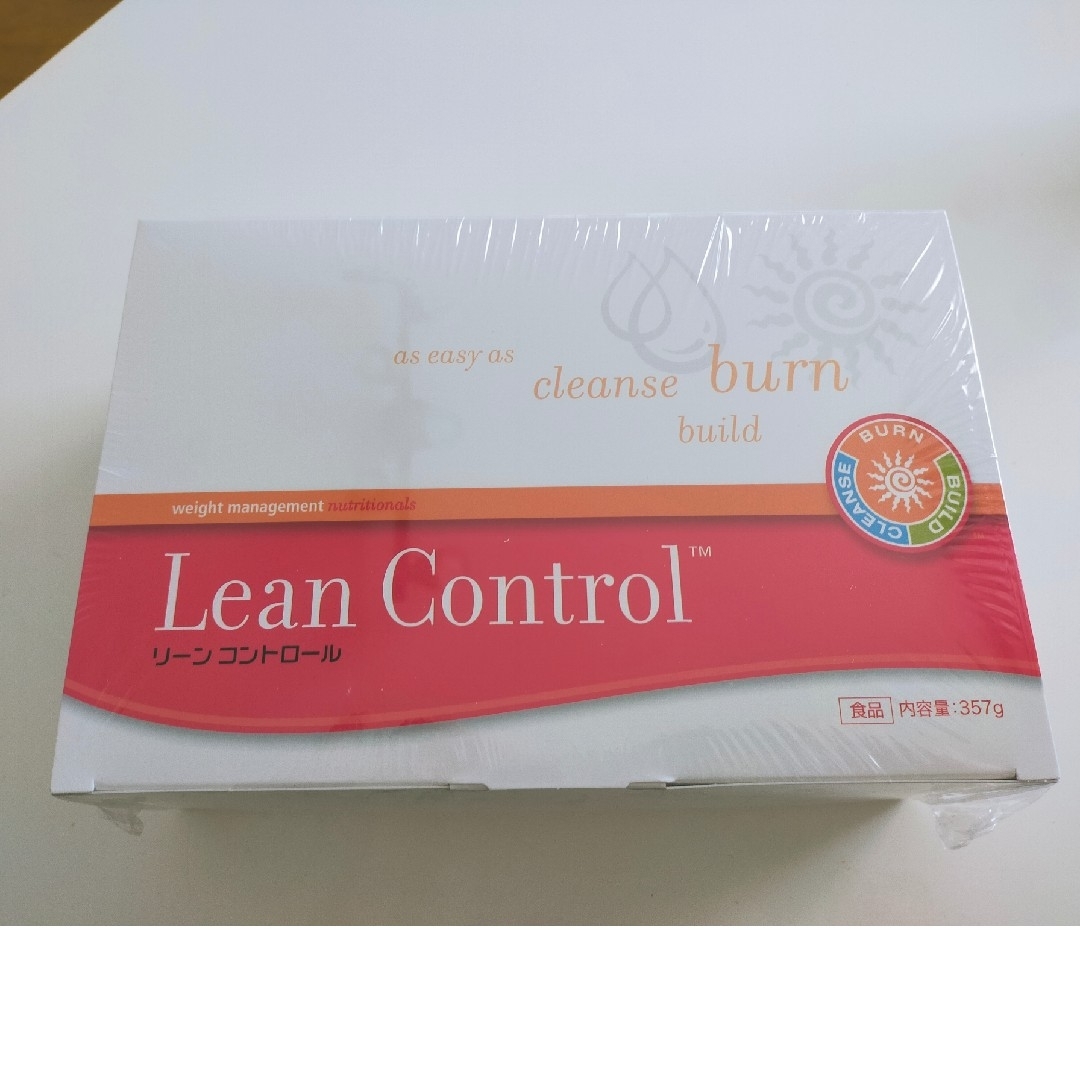 as easy as
cleanse burn
build
BURN
BUILD
CLEANSE
weight management nutritionals
Lean Control™
リーン コントロール
食品 内容量:357g